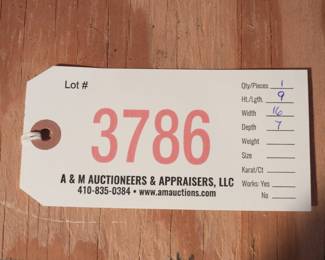 Lot #
3786
A & M AUCTIONEERS & APPRAISERS, LLC
410-835-0384 • www.amauctions.com
Qty/Pieces 1
Ht./Lgth. 9
Width 16
Depth 7
Weight
Size
Karat/Ct
Works: Yes
No